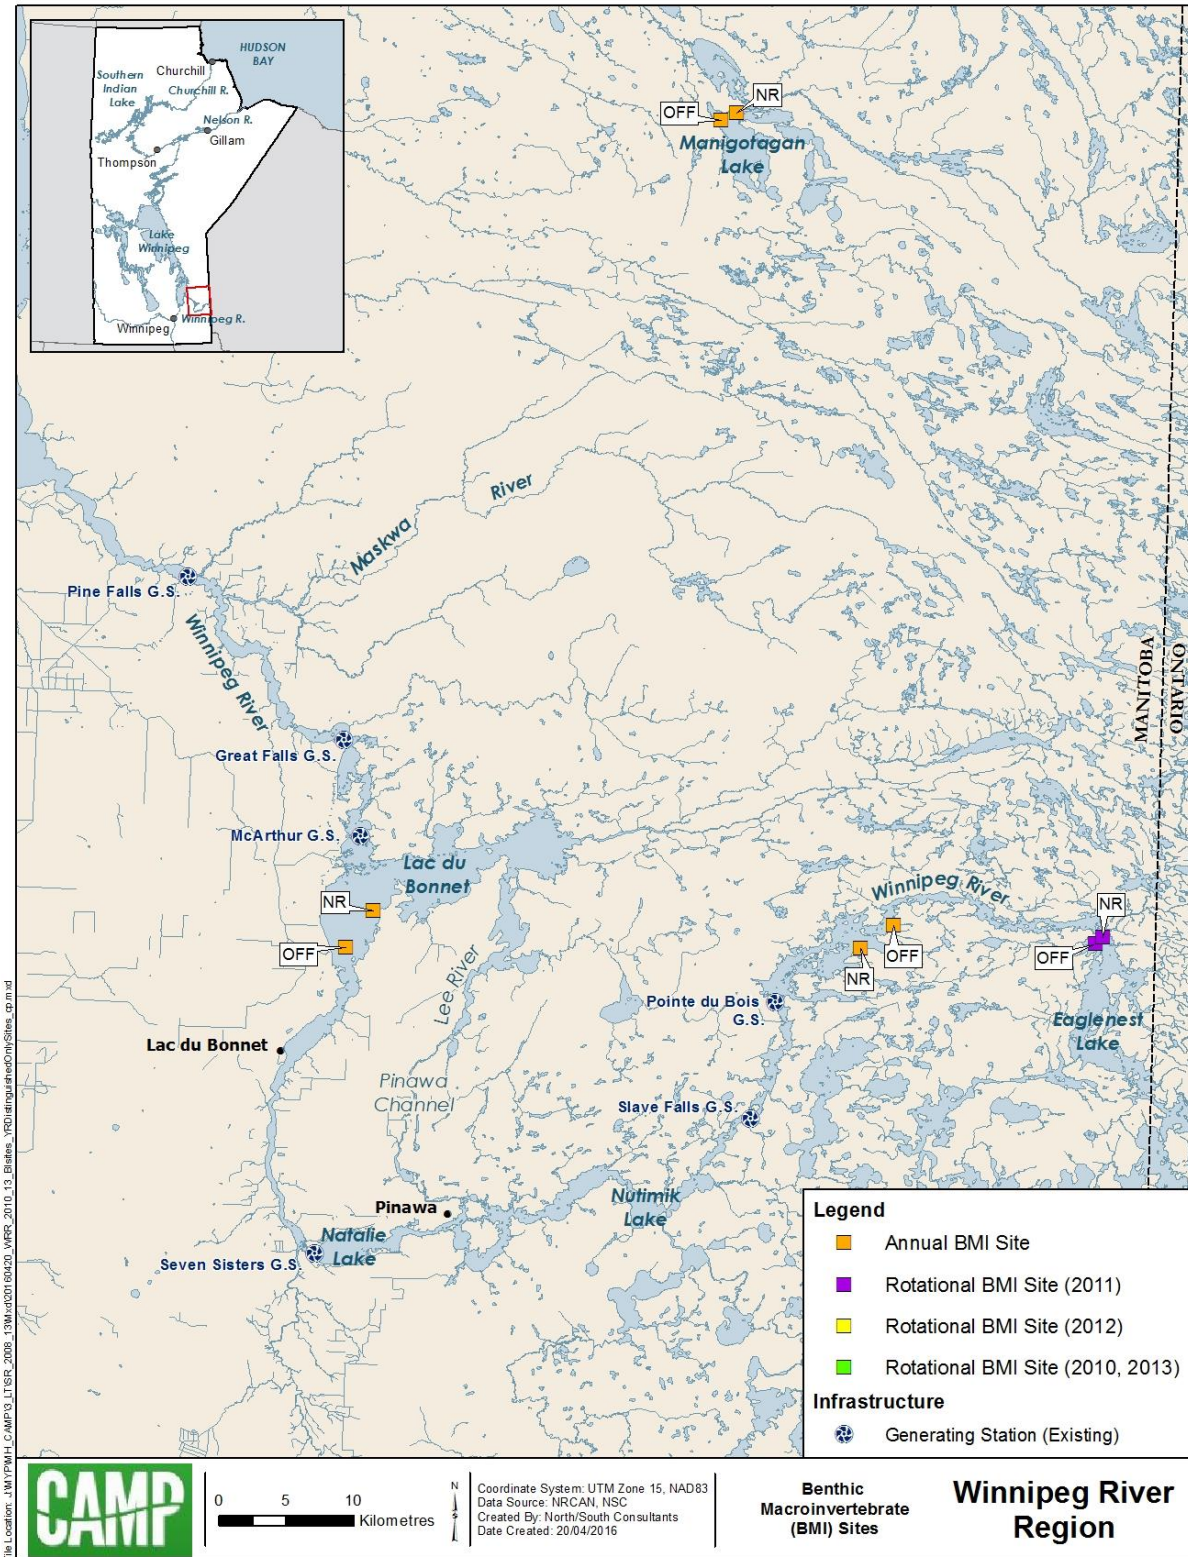 HUDSON
BAY
Churchill
Southern
Indian
Lake
Churchill R.
Nelson R.
Gillam
Thompson
Lake
Winnipeg
Winnipeg
Winnipeg R.
OFF
NR
Manigotagan
Lake
Maskwa River
Pine Falls G.S.
Winnipeg River
MANITOBA
ONTARIO
Great Falls G.S.
McArthur G.S.
Lac du
Bonnet
NR
OFF
Winnipeg River
OFF
NR
NR
OFF
Lee River
Pointe du Bois
G.S.
Eaglenest
Lake
Lac du Bonnet
Pinawa
Channel
Slave Falls G.S.
Pinawa
Nutimik
Lake
Natalie
Lake
Seven Sisters G.S.
Legend
Annual BMI Site
Rotational BMI Site (2011)
Rotational BMI Site (2012)
Rotational BMI Site (2010, 2013)
Infrastructure
Generating Station (Existing)
CAMP
0 5 10
Kilometres
N
Coordinate System: UTM Zone 15, NAD83
Data Source: NRCAN, NSC
Created By: North/South Consultants
Date Created: 20/04/2016
Benthic
Macroinvertebrate
(BMI) Sites
Winnipeg River
Region